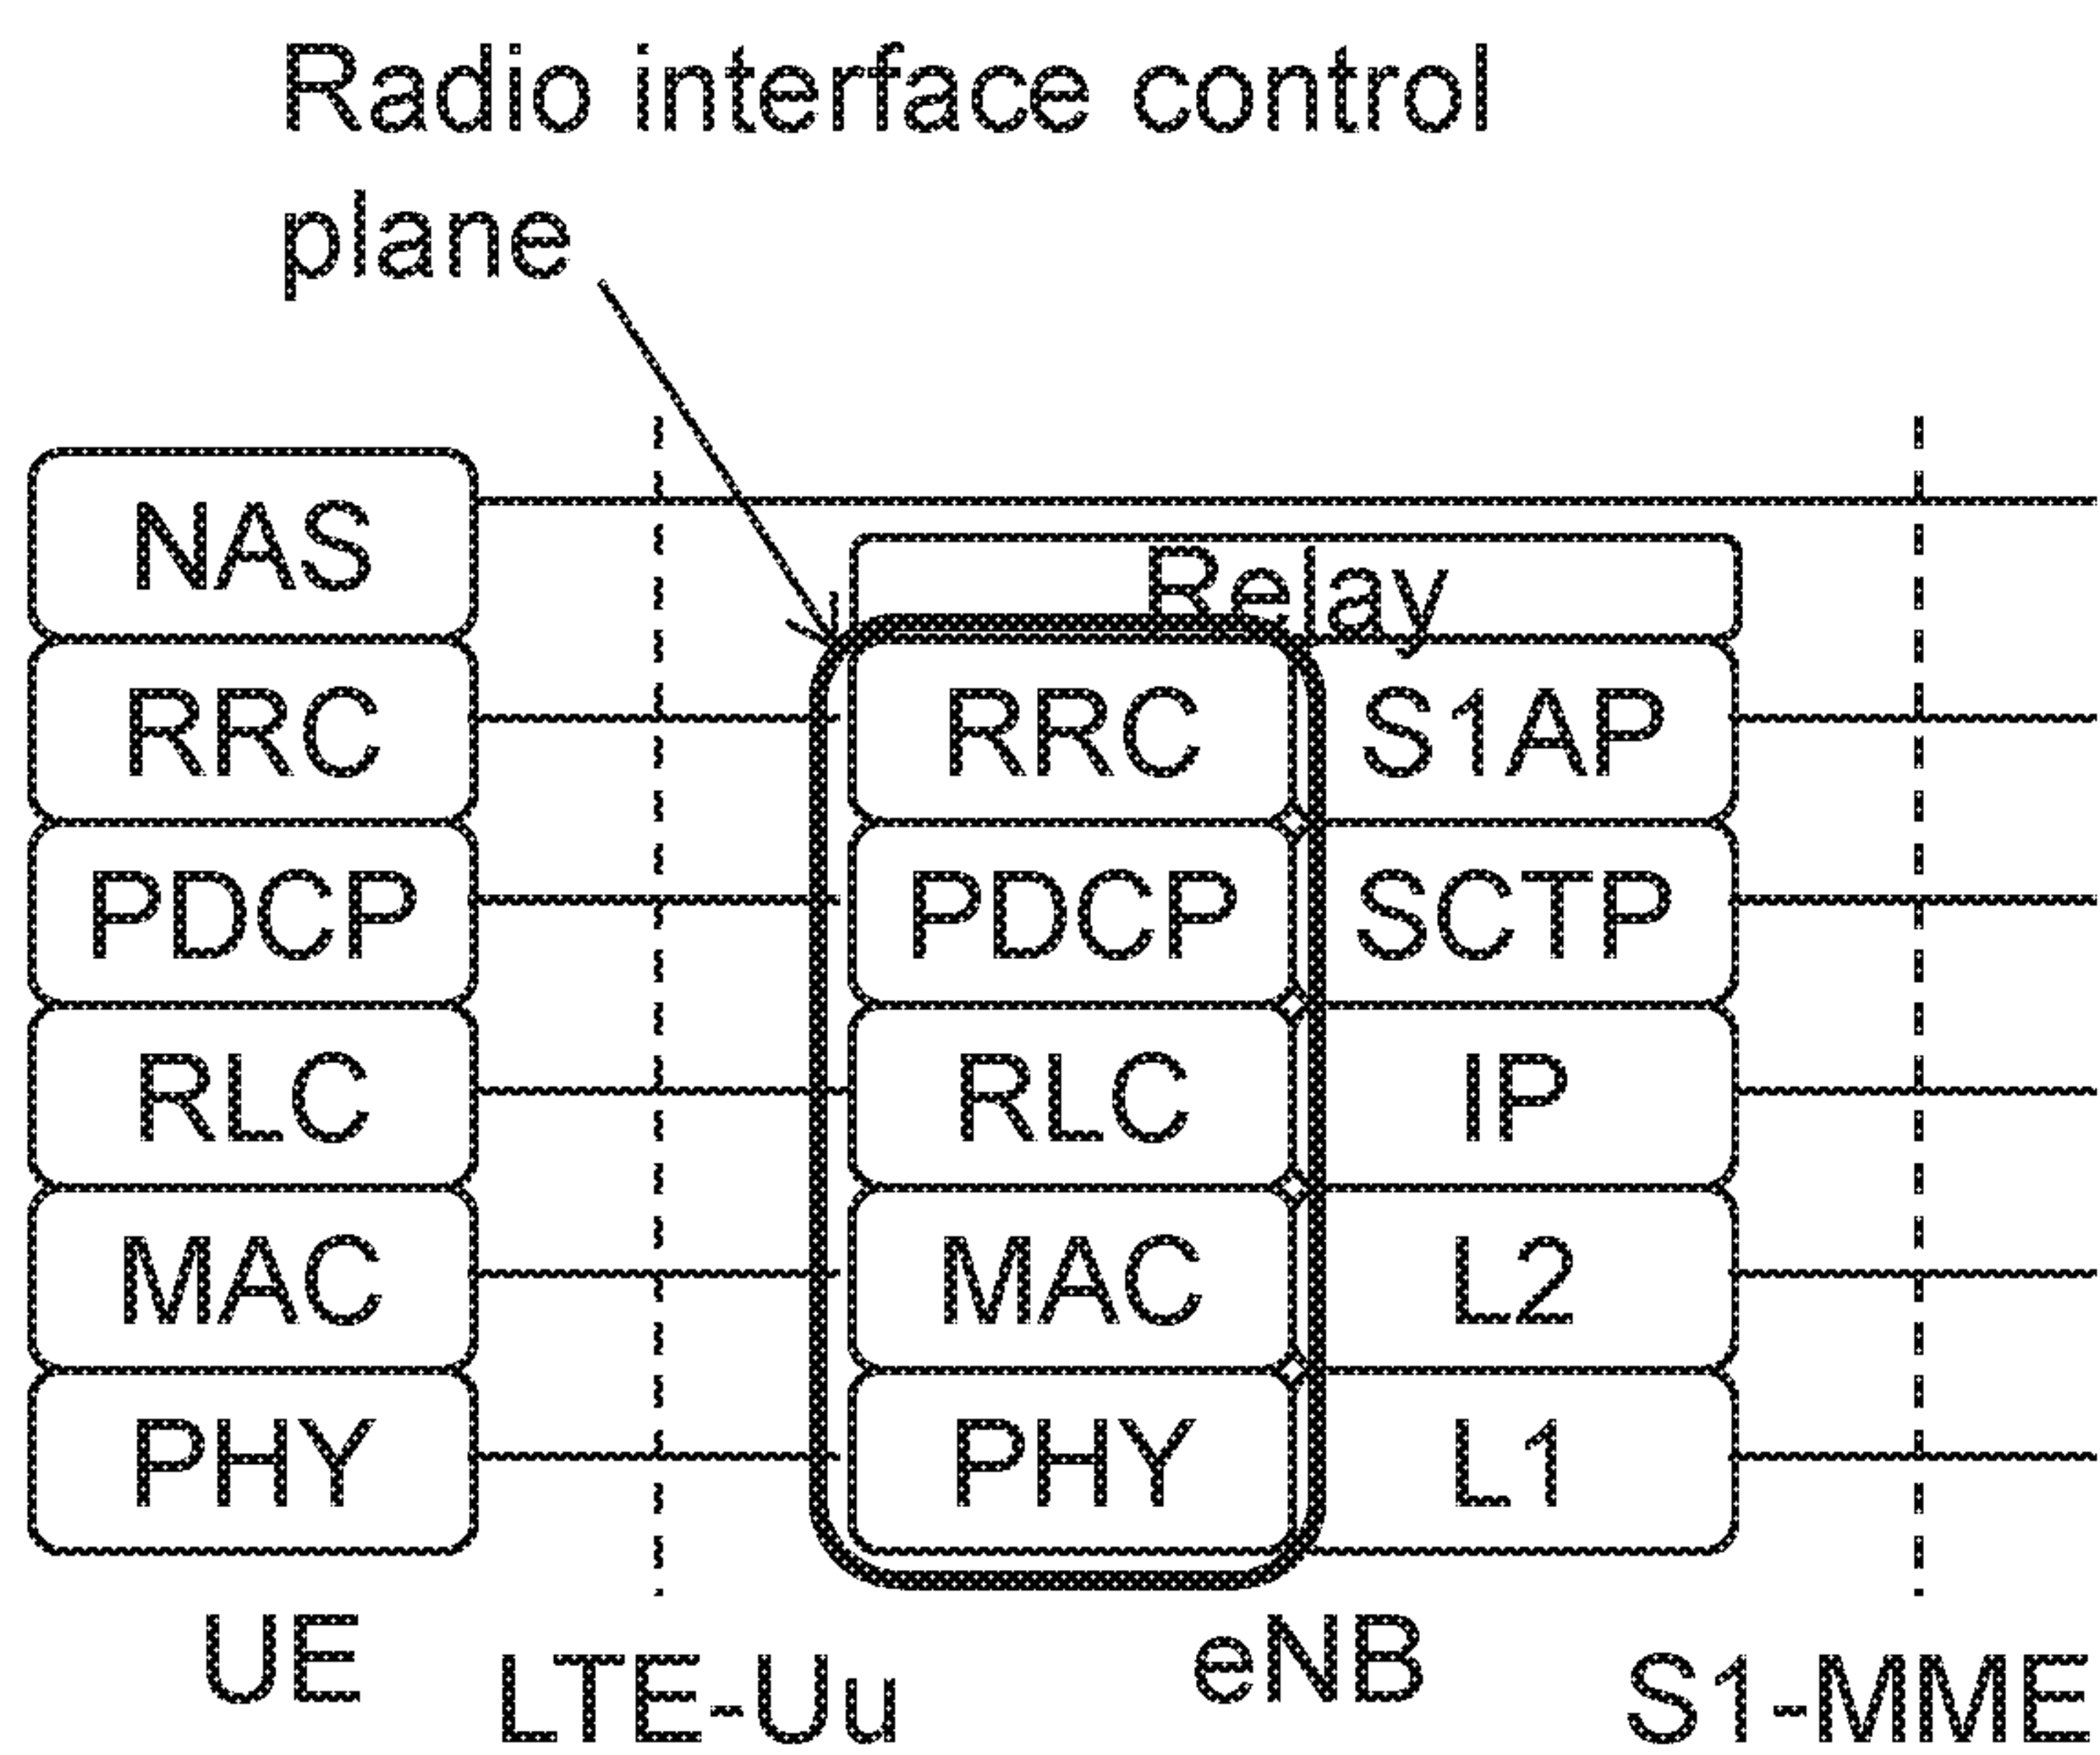 Radio interface control
plane
NAS
Relay
RRC RRC S1AP
PDCP PDCP SCTP
RLC RLC IP
MAC MAC L2
PHY PHY L1
UE LTE-Uu eNB S1-MME